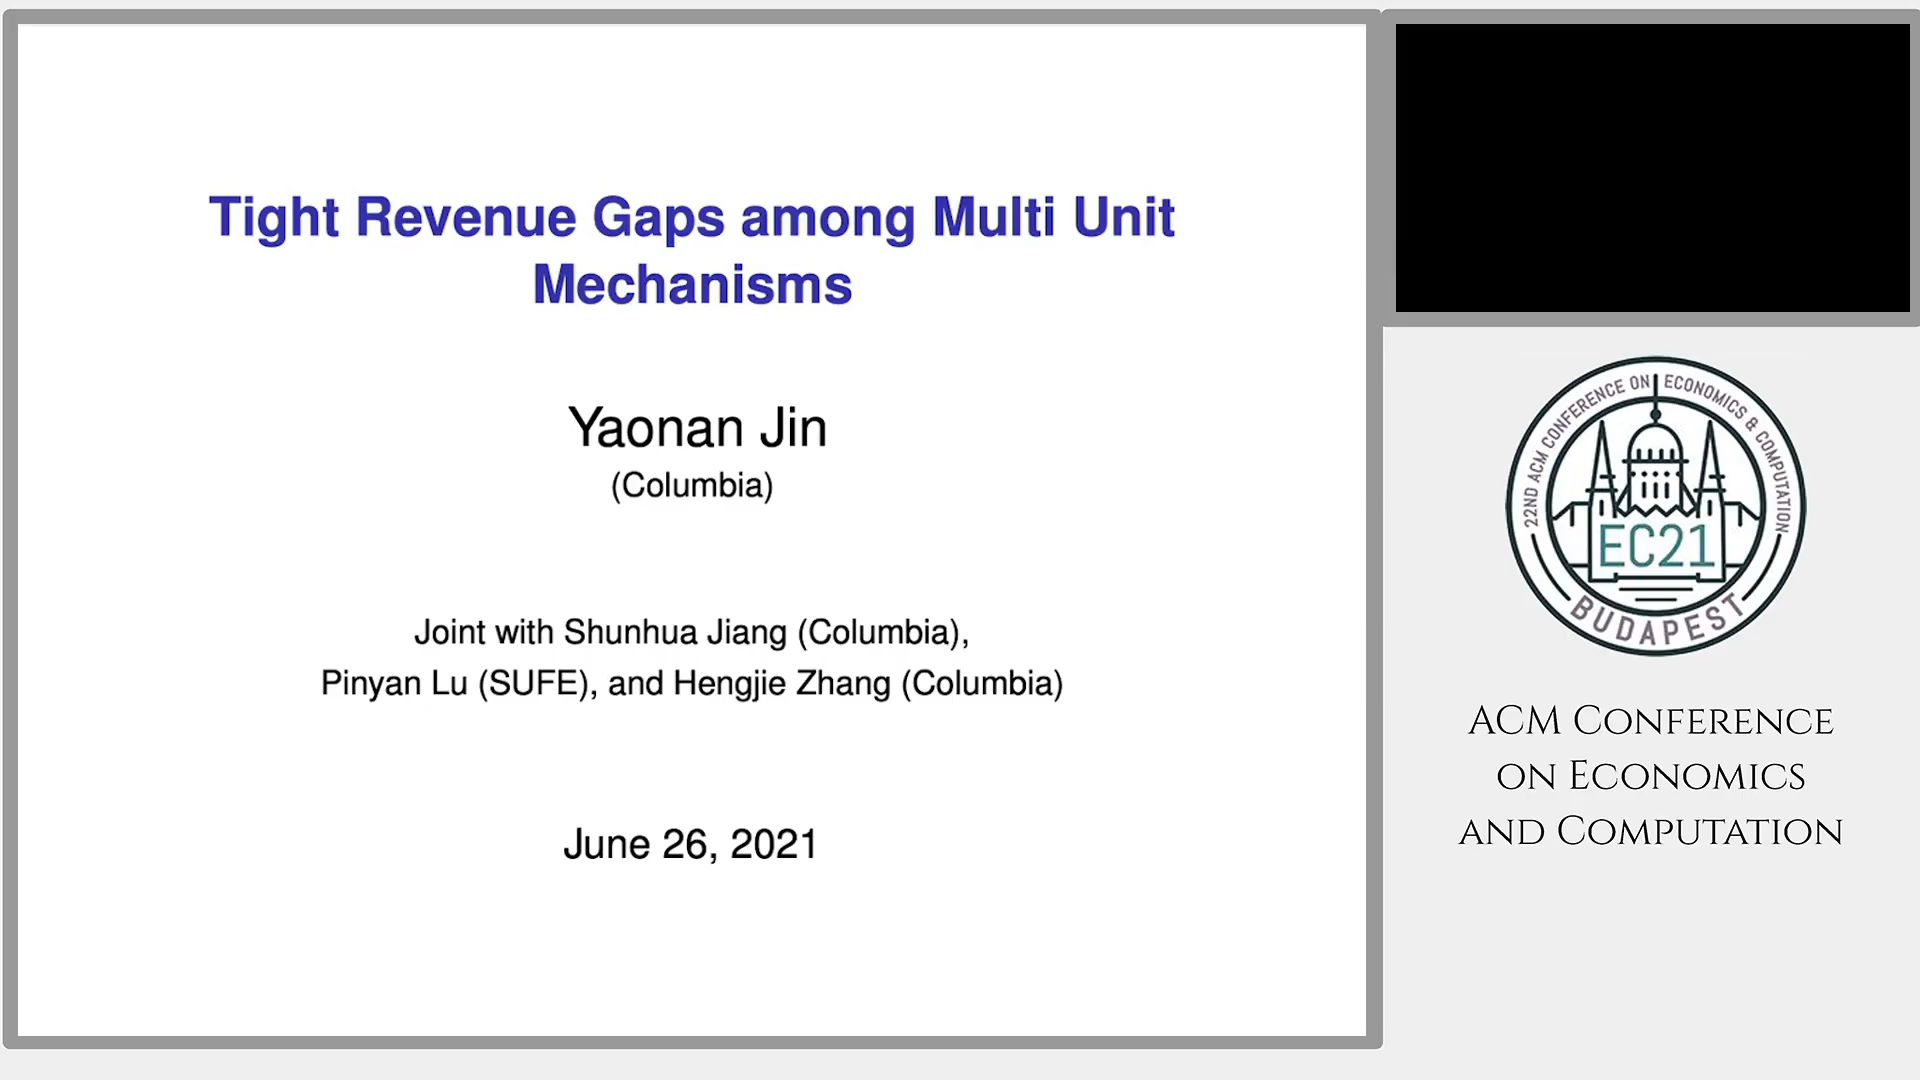 Tight Revenue Gaps among Multi Unit
Mechanisms
Yaonan Jin
(Columbia)
Joint with Shunhua Jiang (Columbia),
Pinyan Lu (SUFE), and Hengjie Zhang (Columbia)
June 26, 2021
22ND ACM CONFERENCE ON ECONOMICS & COMPUTATION
EC21
BUDAPEST
ACM CONFERENCE
ON ECONOMICS
AND COMPUTATION